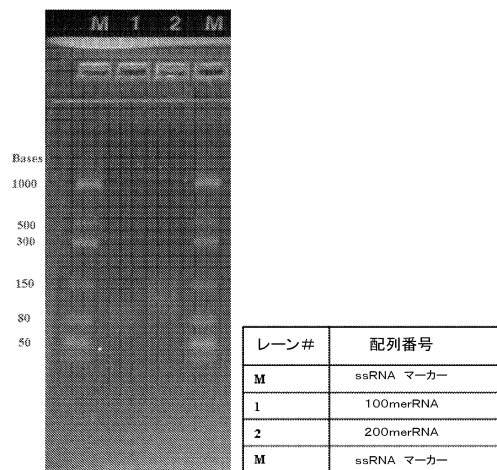 M 1 2 M
Bases
1000
500
300
150
80
50
レーン# 配列番号
M ssRNA マーカー
1 100merRNA
2 200merRNA
M ssRNA マーカー